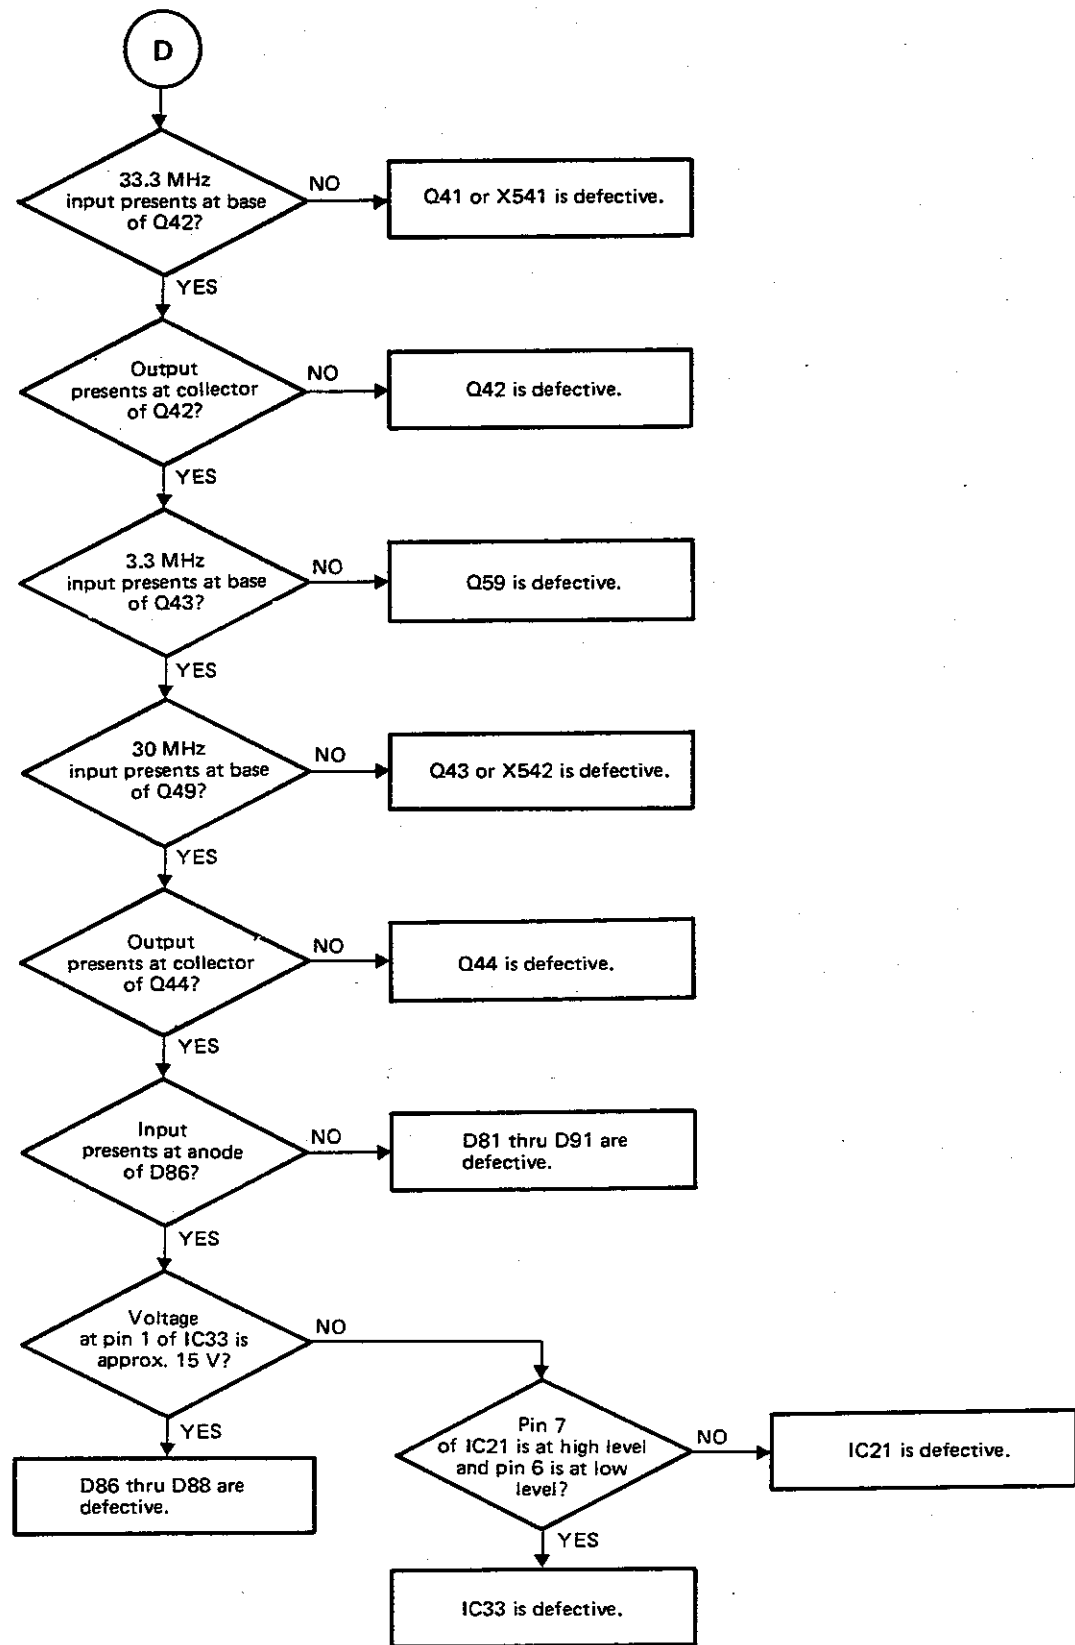 D
33.3 MHz
input presents at base
of Q42?
NO
Q41 or X541 is defective.
YES
Output
presents at collector
of Q42?
NO
Q42 is defective.
YES
3.3 MHz
input presents at base
of Q43?
NO
Q59 is defective.
YES
30 MHz
input presents at base
of Q49?
NO
Q43 or X542 is defective.
YES
Output
presents at collector
of Q44?
NO
Q44 is defective.
YES
Input
presents at anode
of D86?
NO
D81 thru D91 are
defective.
YES
Voltage
at pin 1 of IC33 is
approx. 15 V?
NO
YES
D86 thru D88 are
defective.
Pin 7
of IC21 is at high level
and pin 6 is at low
level?
NO
IC21 is defective.
YES
IC33 is defective.